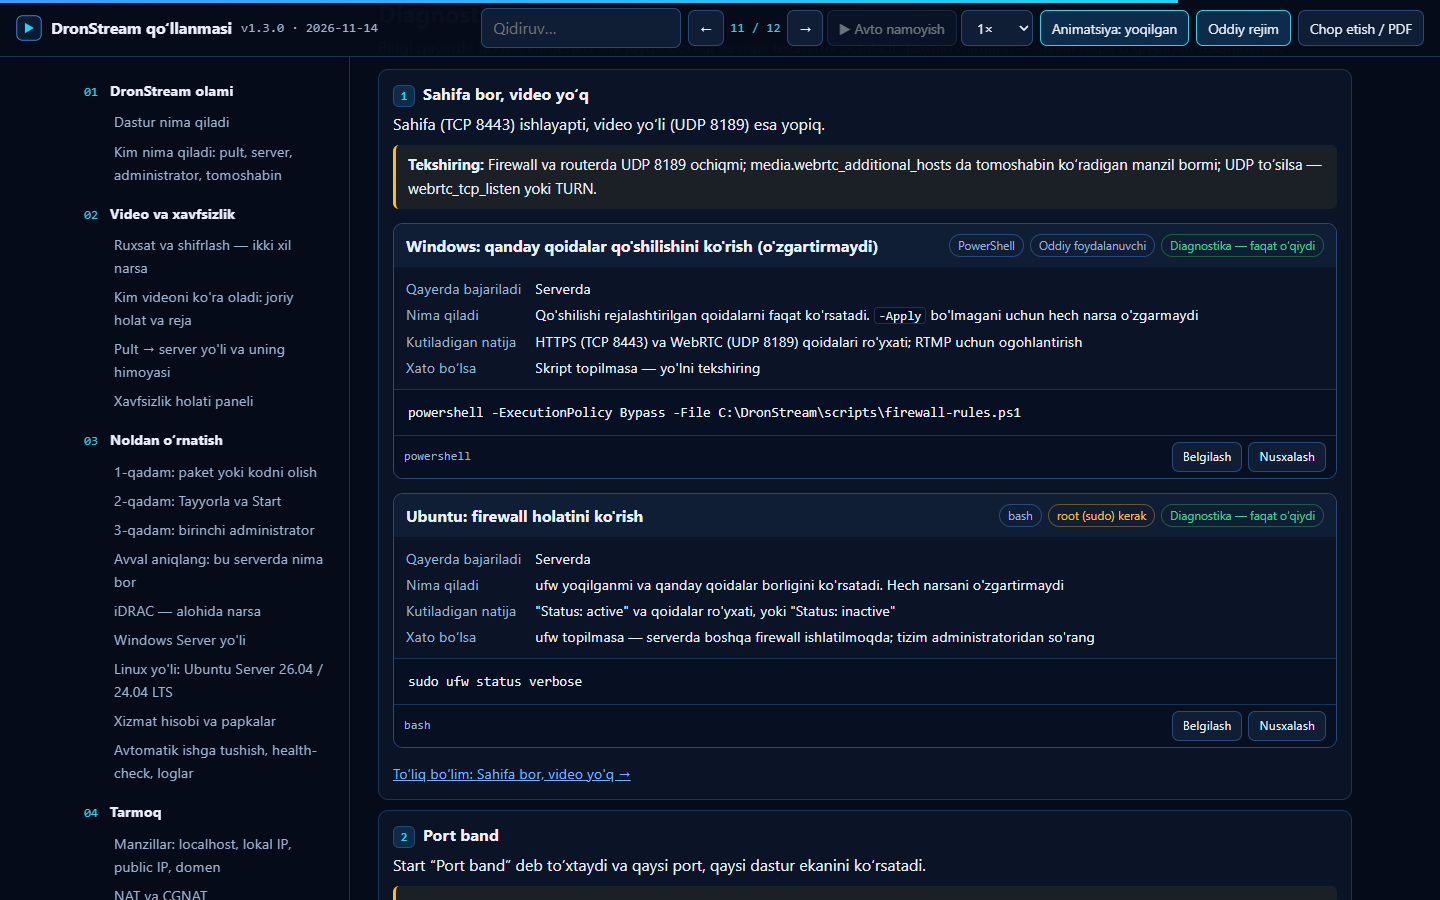 DronStream qo‘llanmasi v1.3.0 · 2026-11-14
Qidiruv...
← 11 / 12 →
▶ Avto namoyish
1×
Animatsiya: yoqilgan
Oddiy rejim
Chop etish / PDF
01 DronStream olami
Dastur nima qiladi
Kim nima qiladi: pult, server,
administrator, tomoshabin
02 Video va xavfsizlik
Ruxsat va shifrlash — ikki xil
narsa
Kim videoni ko'ra oladi: joriy
holat va reja
Pult → server yo'li va uning
himoyasi
Xavfsizlik holati paneli
03 Noldan o‘rnatish
1-qadam: paket yoki kodni olish
2-qadam: Tayyorla va Start
3-qadam: birinchi administrator
Avval aniqlang: bu serverda nima
bor
iDRAC — alohida narsa
Windows Server yo'li
Linux yo'li: Ubuntu Server 26.04 /
24.04 LTS
Xizmat hisobi va papkalar
Avtomatik ishga tushish, health-
check, loglar
04 Tarmoq
Manzillar: localhost, lokal IP,
public IP, domen
NAT va CGNAT
1 Sahifa bor, video yo‘q
Sahifa (TCP 8443) ishlayapti, video yo‘li (UDP 8189) esa yopiq.
Tekshiring: Firewall va routerda UDP 8189 ochiqmi; media.webrtc_additional_hosts da tomoshabin ko‘radigan manzil bormi; UDP to‘silsa —
webrtc_tcp_listen yoki TURN.
Windows: qanday qoidalar qo'shilishini ko'rish (o'zgartirmaydi)
PowerShell
Oddiy foydalanuvchi
Diagnostika — faqat o‘qiydi
Qayerda bajariladi Serverda
Nima qiladi Qo'shilishi rejalashtirilgan qoidalarni faqat ko'rsatadi. -Apply bo'lmagani uchun hech narsa o'zgarmaydi
Kutiladigan natija HTTPS (TCP 8443) va WebRTC (UDP 8189) qoidalari ro'yxati; RTMP uchun ogohlantirish
Xato bo‘lsa Skript topilmasa — yo'lni tekshiring
powershell -ExecutionPolicy Bypass -File C:\DronStream\scripts\firewall-rules.ps1
powershell
Belgilash
Nusxalash
Ubuntu: firewall holatini ko'rish
bash
root (sudo) kerak
Diagnostika — faqat o‘qiydi
Qayerda bajariladi Serverda
Nima qiladi ufw yoqilganmi va qanday qoidalar borligini ko'rsatadi. Hech narsani o'zgartirmaydi
Kutiladigan natija "Status: active" va qoidalar ro'yxati, yoki "Status: inactive"
Xato bo‘lsa ufw topilmasa — serverda boshqa firewall ishlatilmoqda; tizim administratoridan so'rang
sudo ufw status verbose
bash
Belgilash
Nusxalash
To‘liq bo‘lim: Sahifa bor, video yo'q →
2 Port band
Start “Port band” deb to‘xtaydi va qaysi port, qaysi dastur ekanini ko‘rsatadi.